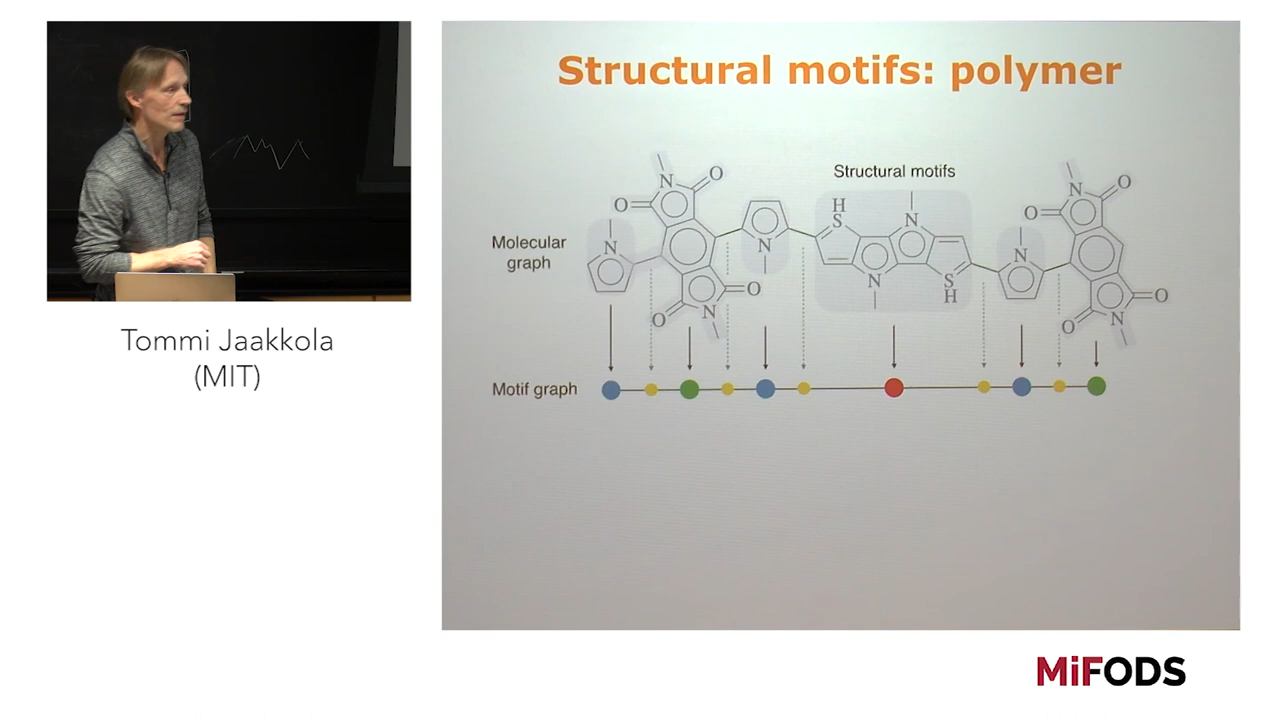 Structural motifs: polymer
Structural motifs
Molecular
graph
N
O
O
N
N
O
O
N
H
S
N
N
S
H
N
N
O
O
O
O
N
Motif graph
Tommi Jaakkola
(MIT)
MiFODS